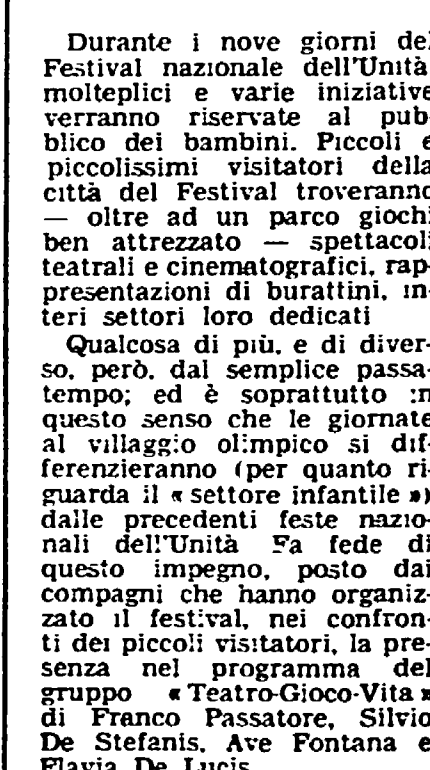 Durante i nove giorni del
Festival nazionale dell'Unità
molteplici e varie iniziative
verranno riservate al pub-
blico dei bambini. Piccoli e
piccolissimi visitatori della
città del Festival troveranno
— oltre ad un parco giochi
ben attrezzato — spettacoli
teatrali e cinematografici, rap-
presentazioni di burattini, in-
teri settori loro dedicati
Qualcosa di più, e di diver-
so, però, dal semplice passa-
tempo; ed è soprattutto in
questo senso che le giornate
al villaggio olimpico si dif-
ferenzieranno (per quanto ri-
guarda il « settore infantile »)
dalle precedenti feste nazio-
nali dell'Unità Fa fede di
questo impegno, posto dai
compagni che hanno organiz-
zato il festival, nei confron-
ti dei piccoli visitatori, la pre-
senza nel programma del
gruppo « Teatro-Gioco-Vita »
di Franco Passatore, Silvio
De Stefanis, Ave Fontana e
Flavia De Lucis